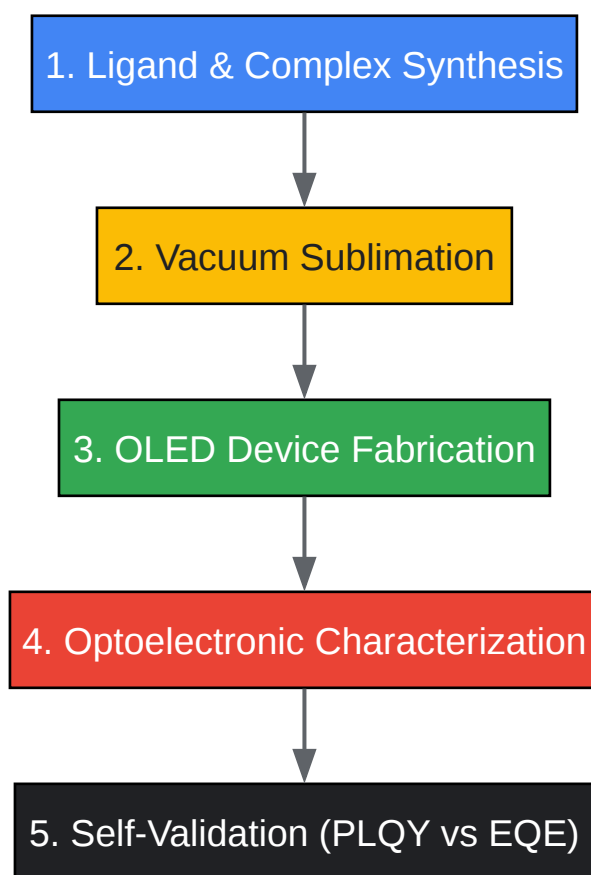 1. Ligand & Complex Synthesis
2. Vacuum Sublimation
3. OLED Device Fabrication
4. Optoelectronic Characterization
5. Self-Validation (PLQY vs EQE)